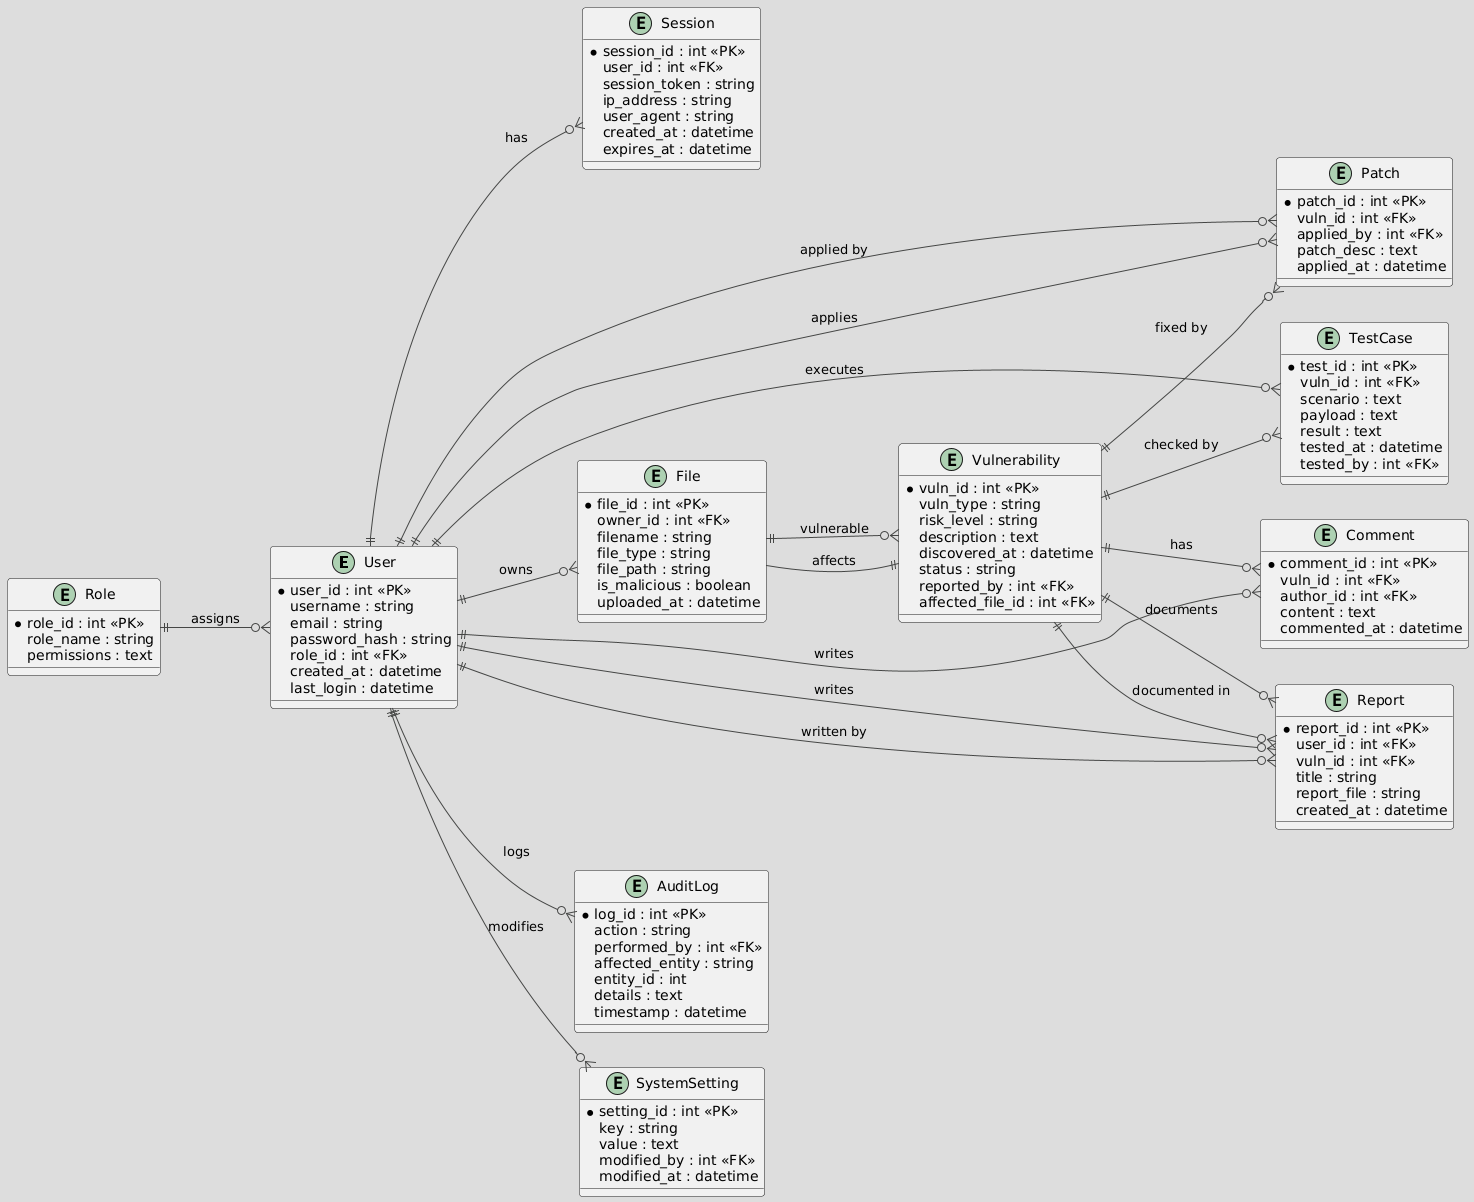 E Session
session_id : int «PK»
user_id : int «FK»
session_token : string
ip_address : string
user_agent : string
created_at : datetime
expires_at : datetime
has
E Patch
patch_id : int «PK»
vuln_id : int «FK»
applied_by : int «FK»
patch_desc : text
applied_at : datetime
applied by
applies
fixed by
executes
E TestCase
test_id : int «PK»
vuln_id : int «FK»
scenario : text
payload : text
result : text
tested_at : datetime
tested_by : int «FK»
checked by
E File
file_id : int «PK»
owner_id : int «FK»
filename : string
file_type : string
file_path : string
is_malicious : boolean
uploaded_at : datetime
vulnerable
affects
E Vulnerability
vuln_id : int «PK»
vuln_type : string
risk_level : string
description : text
discovered_at : datetime
status : string
reported_by : int «FK»
affected_file_id : int «FK»
has
documents
documented in
E Comment
comment_id : int «PK»
vuln_id : int «FK»
author_id : int «FK»
content : text
commented_at : datetime
E Role
role_id : int «PK»
role_name : string
permissions : text
assigns
E User
user_id : int «PK»
username : string
email : string
password_hash : string
role_id : int «FK»
created_at : datetime
last_login : datetime
owns
writes
writes
written by
E Report
report_id : int «PK»
user_id : int «FK»
vuln_id : int «FK»
title : string
report_file : string
created_at : datetime
logs
modifies
E AuditLog
log_id : int «PK»
action : string
performed_by : int «FK»
affected_entity : string
entity_id : int
details : text
timestamp : datetime
E SystemSetting
setting_id : int «PK»
key : string
value : text
modified_by : int «FK»
modified_at : datetime